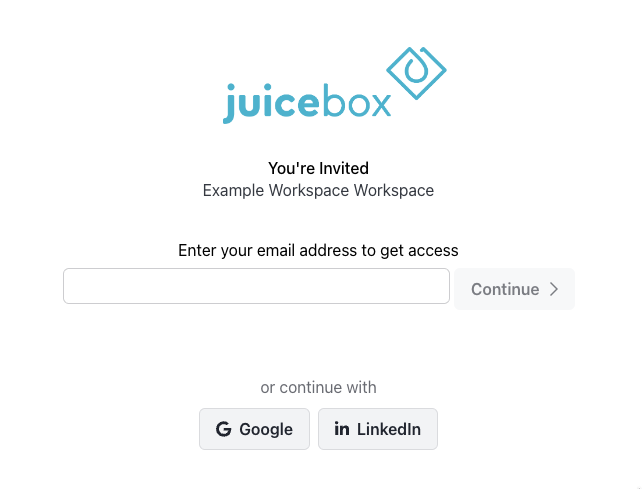 juicebox
You're Invited
Example Workspace Workspace
Enter your email address to get access
Continue
or continue with
Google
LinkedIn